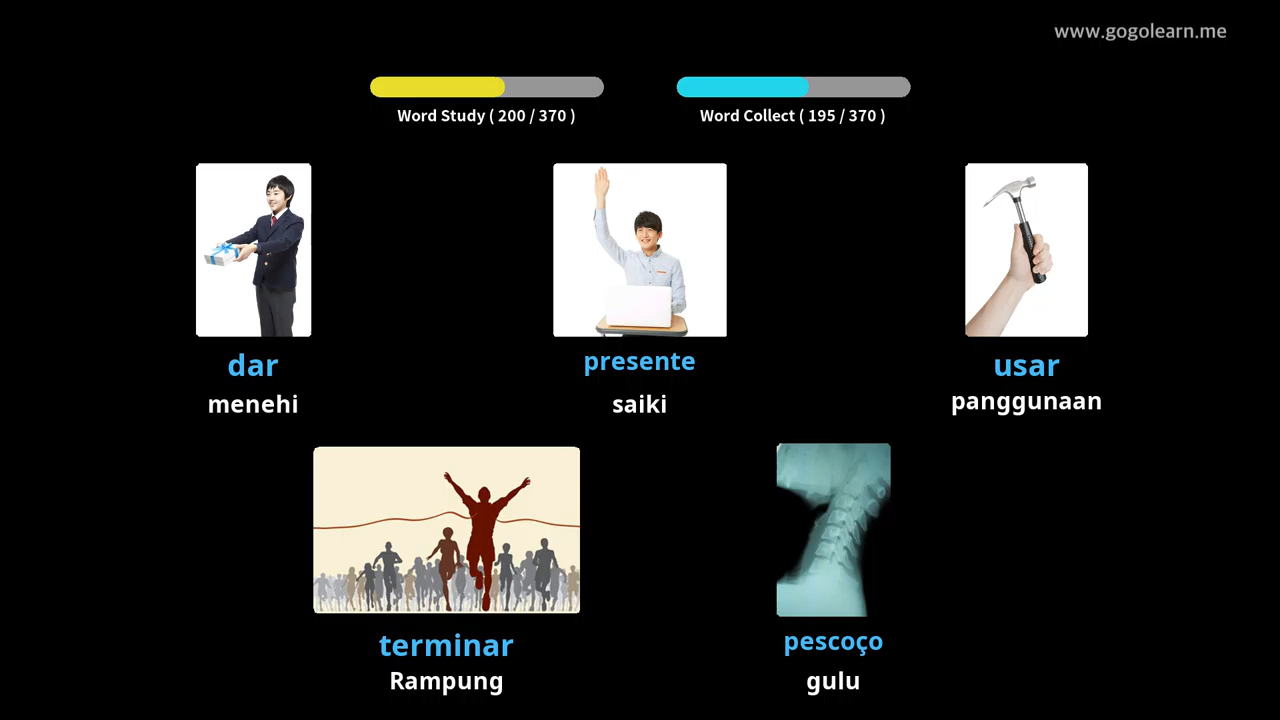 www.gogolearn.me
Word Study ( 200 / 370 )
Word Collect ( 195 / 370 )
dar
menehi
presente
saiki
usar
panggunaan
terminar
Rampung
pescoço
gulu